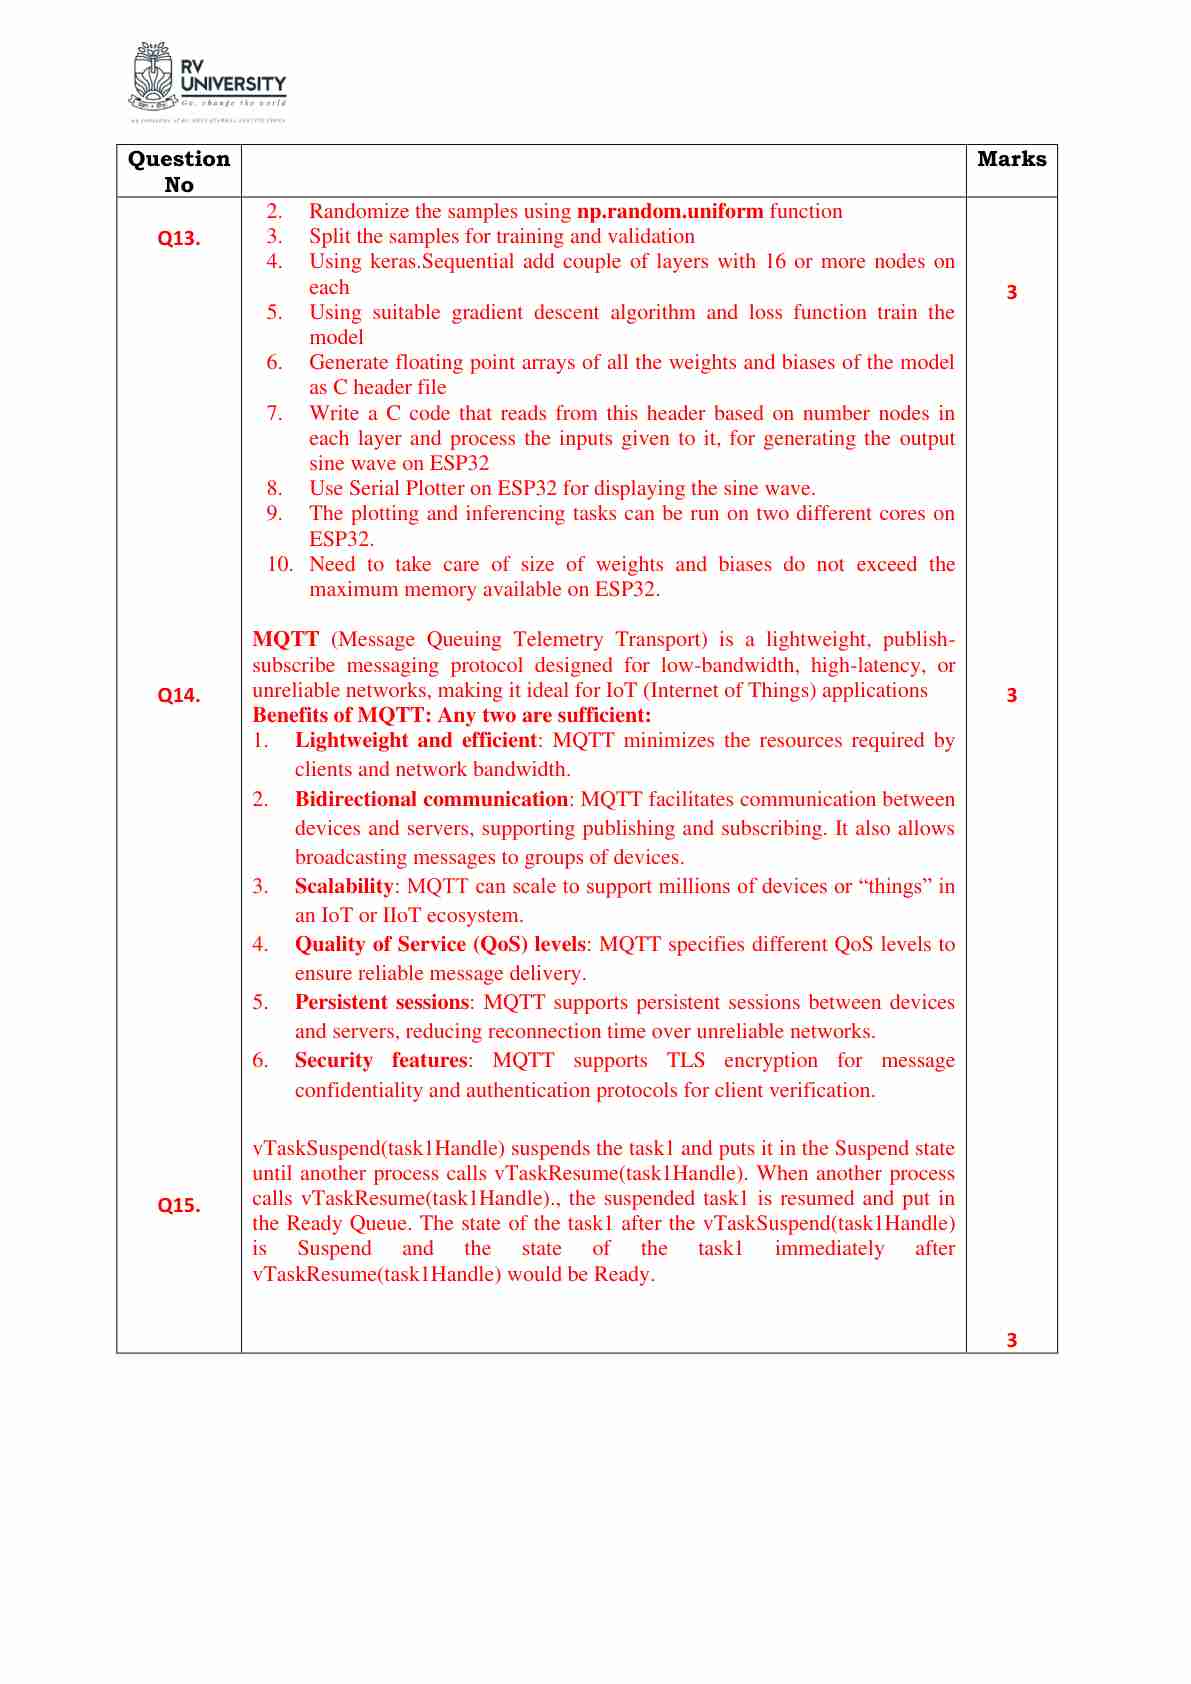 RV
UNIVERSITY
Go, change the world
Question
No
Marks
Q13.
2. Randomize the samples using np.random.uniform function
3. Split the samples for training and validation
4. Using keras.Sequential add couple of layers with 16 or more nodes on
each
3
5. Using suitable gradient descent algorithm and loss function train the
model
6. Generate floating point arrays of all the weights and biases of the model
as C header file
7. Write a C code that reads from this header based on number nodes in
each layer and process the inputs given to it, for generating the output
sine wave on ESP32
8. Use Serial Plotter on ESP32 for displaying the sine wave.
9. The plotting and inferencing tasks can be run on two different cores on
ESP32.
10. Need to take care of size of weights and biases do not exceed the
maximum memory available on ESP32.
Q14.
MQTT (Message Queuing Telemetry Transport) is a lightweight, publish-
subscribe messaging protocol designed for low-bandwidth, high-latency, or
unreliable networks, making it ideal for IoT (Internet of Things) applications
3
Benefits of MQTT: Any two are sufficient:
1. Lightweight and efficient: MQTT minimizes the resources required by
clients and network bandwidth.
2. Bidirectional communication: MQTT facilitates communication between
devices and servers, supporting publishing and subscribing. It also allows
broadcasting messages to groups of devices.
3. Scalability: MQTT can scale to support millions of devices or “things” in
an IoT or IIoT ecosystem.
4. Quality of Service (QoS) levels: MQTT specifies different QoS levels to
ensure reliable message delivery.
5. Persistent sessions: MQTT supports persistent sessions between devices
and servers, reducing reconnection time over unreliable networks.
6. Security features: MQTT supports TLS encryption for message
confidentiality and authentication protocols for client verification.
Q15.
vTaskSuspend(task1Handle) suspends the task1 and puts it in the Suspend state
until another process calls vTaskResume(task1Handle). When another process
calls vTaskResume(task1Handle)., the suspended task1 is resumed and put in
the Ready Queue. The state of the task1 after the vTaskSuspend(task1Handle)
is Suspend and the state of the task1 immediately after
vTaskResume(task1Handle) would be Ready.
3